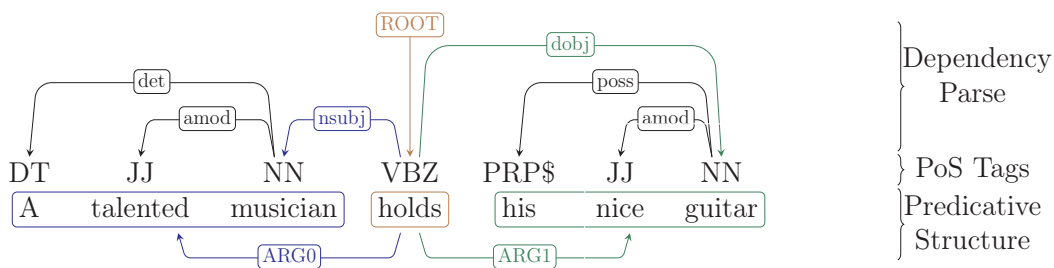 ROOT
dobj
det
poss
amod
nsubj
amod
Dependency
Parse
DT JJ NN VBZ PRP$ JJ NN
PoS Tags
A talented musician holds his nice guitar
Predicative
Structure
ARG0
ARG1